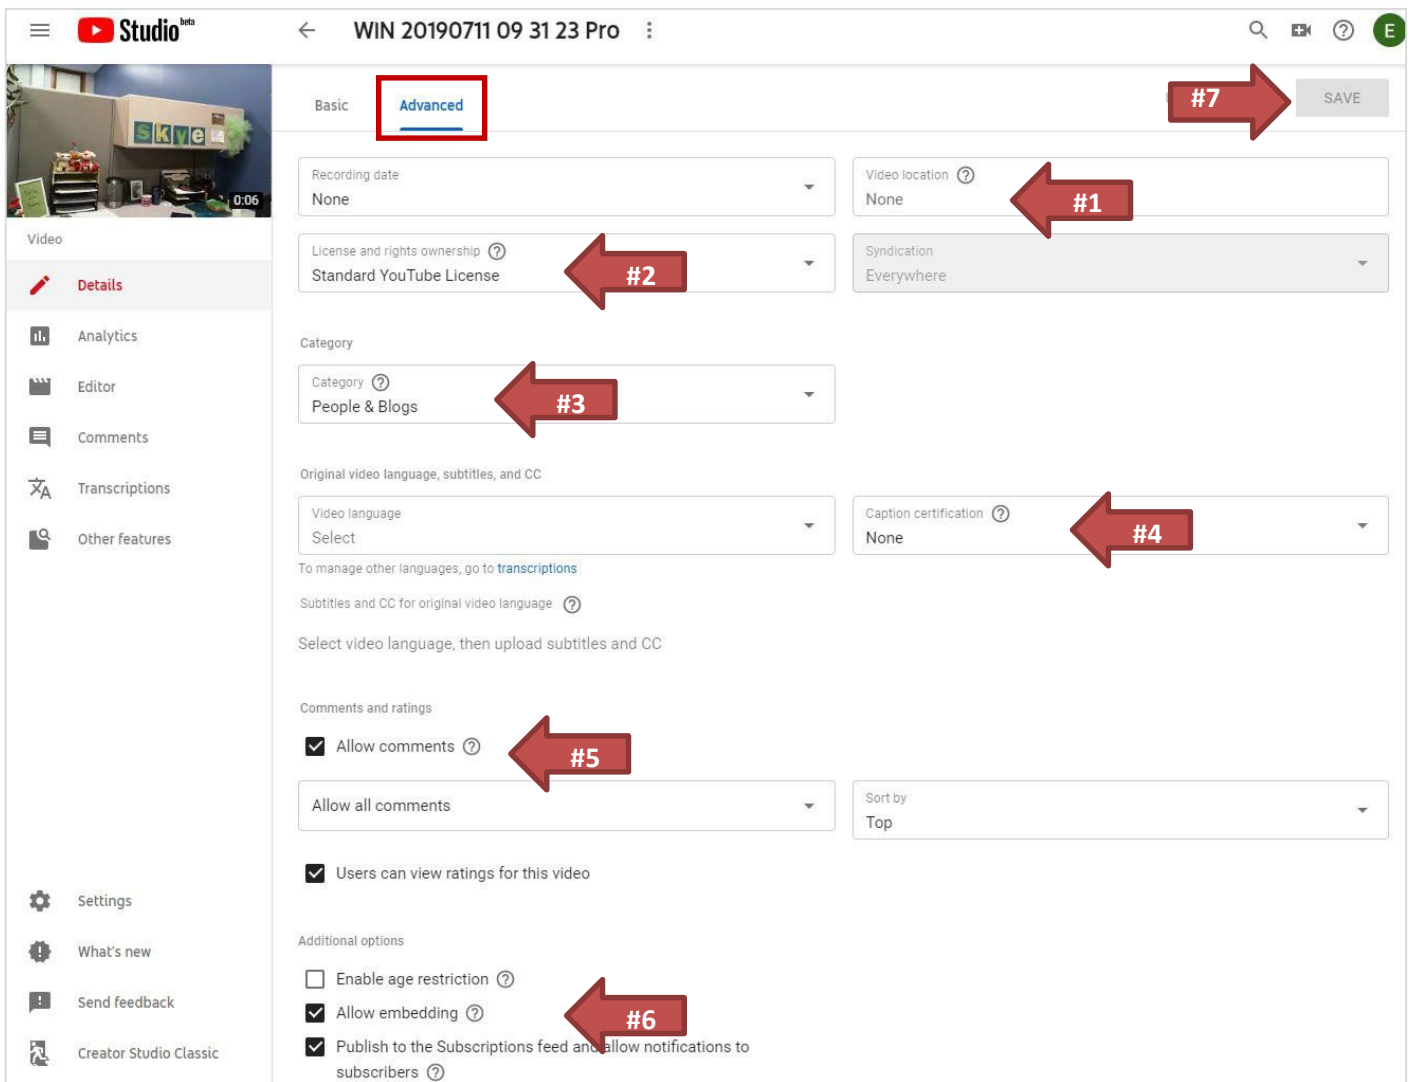 Studio beta
WIN 20190711 09 31 23 Pro
E
Skye
0:06
Basic
Advanced
#7
SAVE
Recording date
None
Video location
None
#1
Video
License and rights ownership
Standard YouTube License
#2
Syndication
Everywhere
Details
Analytics
Editor
Comments
Transcriptions
Other features
Category
Category
People & Blogs
#3
Original video language, subtitles, and CC
Video language
Select
Caption certification
None
#4
To manage other languages, go to transcriptions
Subtitles and CC for original video language
Select video language, then upload subtitles and CC
Comments and ratings
Allow comments
#5
Allow all comments
Sort by
Top
Users can view ratings for this video
Settings
What's new
Send feedback
Creator Studio Classic
Additional options
Enable age restriction
Allow embedding
#6
Publish to the Subscriptions feed and allow notifications to
subscribers